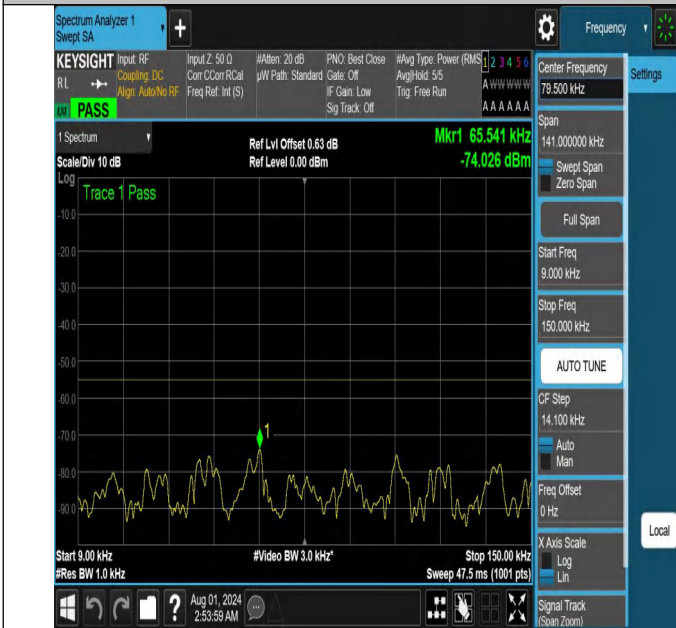 Spectrum Analyzer 1
Swept SA
+
Frequency
KEYSIGHT
RL
PASS
Input: RF
Coupling: DC
Align: Auto/No RF
Input Z: 50 Ω
Corr CCorr RCal
Freq Ref: Int (S)
#Atten: 20 dB
µW Path: Standard
PNO: Best Close
Gate: Off
IF Gain: Low
Sig Track: Off
#Avg Type: Power (RMS
Avg|Hold: 5/5
Trig: Free Run
1 2 3 4 5 6
A W W W W W
A A A A A A
1 Spectrum
Scale/Div 10 dB
Log
Ref Lvl Offset 0.63 dB
Ref Level 0.00 dBm
Mkr1 65.541 kHz
-74.026 dBm
Trace 1 Pass
-10.0
-20.0
-30.0
-40.0
-50.0
-60.0
-70.0
-80.0
-90.0
1
Start 9.00 kHz
#Res BW 1.0 kHz
#Video BW 3.0 kHz*
Stop 150.00 kHz
Sweep 47.5 ms (1001 pts)
Aug 01, 2024
2:53:59 AM
Center Frequency
79.500 kHz
Settings
Span
141.000000 kHz
Swept Span
Zero Span
Full Span
Start Freq
9.000 kHz
Stop Freq
150.000 kHz
AUTO TUNE
CF Step
14.100 kHz
Auto
Man
Freq Offset
0 Hz
Local
X Axis Scale
Log
Lin
Signal Track
(Span Zoom)